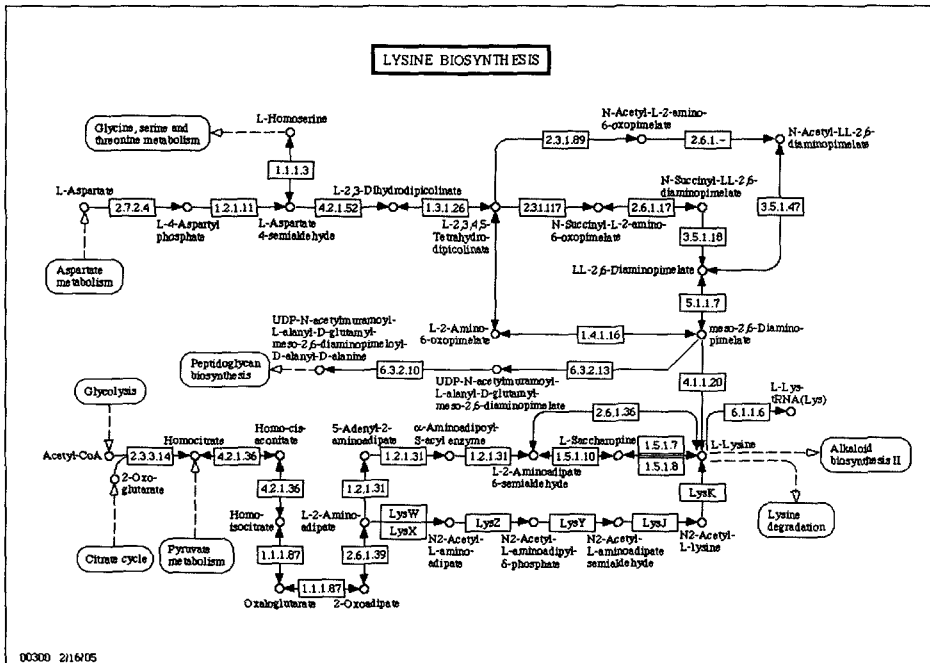 LYSINE BIOSYNTHESIS
Glycine, serine and
threonine metabolism
L-Homoserine
1.1.1.3
N-Acetyl-L-2-amino-
6-oxopimelate
2.3.1.89
2.6.1.-
N-Acetyl-LL-2,6-
diaminopimelate
L-Aspartate
2.7.2.4
L-4-Aspartyl
phosphate
1.2.1.11
L-Aspartate
4-semialdehyde
4.2.1.52
L-2,3-Dihydrodipicolinate
1.3.1.26
L-2,3,4,5-
Tetrahydro-
dipicolinate
2.3.1.117
N-Succinyl-L-2-amino-
6-oxopimelate
2.6.1.17
N-Succinyl-LL-2,6-
diaminopimelate
3.5.1.47
3.5.1.18
Aspartate
metabolism
LL-2,6-Diaminopimelate
5.1.1.7
L-2-Amino-
6-oxopimelate
1.4.1.16
meso-2,6-Diamino-
pimelate
UDP-N-acetylmuramoyl-
L-alanyl-D-glutamyl-
meso-2,6-diaminopimeloyl-
D-alanyl-D-alanine
Peptidoglycan
biosynthesis
6.3.2.10
UDP-N-acetylmuramoyl-
L-alanyl-D-glutamyl-
meso-2,6-diaminopimelate
6.3.2.13
4.1.1.20
L-Lys-
tRNA(Lys)
6.1.1.6
2.6.1.36
Glycolysis
Acetyl-CoA
2.3.3.14
Homocitrate
4.2.1.36
Homo-cis-
aconitate
5-Adenyl-2-
aminoadipate
1.2.1.31
α-Aminoadipoyl-
S-acyl enzyme
1.2.1.31
L-2-Aminoadipate
6-semialdehyde
L-Saccharopine
1.5.1.10
1.5.1.7
1.5.1.8
L-Lysine
Alkaloid
biosynthesis II
2-Oxo-
glutarate
4.2.1.36
1.2.1.31
LysK
Lysine
degradation
Homo-
isocitrate
L-2-Amino-
adipate
LysW
LysX
N2-Acetyl-
L-amino-
adipate
LysZ
N2-Acetyl-
L-aminoadipyl-
δ-phosphate
LysY
N2-Acetyl-
L-aminoadipate
semialdehyde
LysJ
N2-Acetyl-
L-lysine
Citrate cycle
Pyruvate
metabolism
1.1.1.87
2.6.1.39
Oxaloglutarate
1.1.1.87
2-Oxoadipate
00300 2/16/05